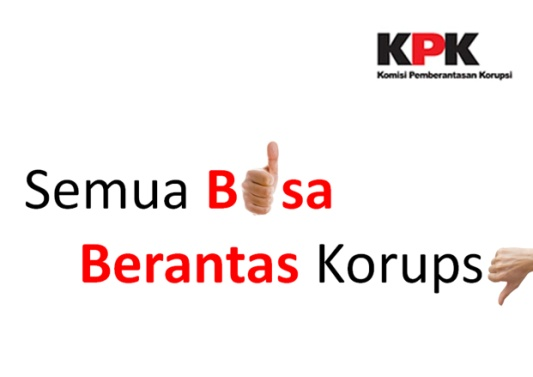 KPK
Komisi Pemberantasan Korupsi
Semua Bisa
Berantas Korupsi